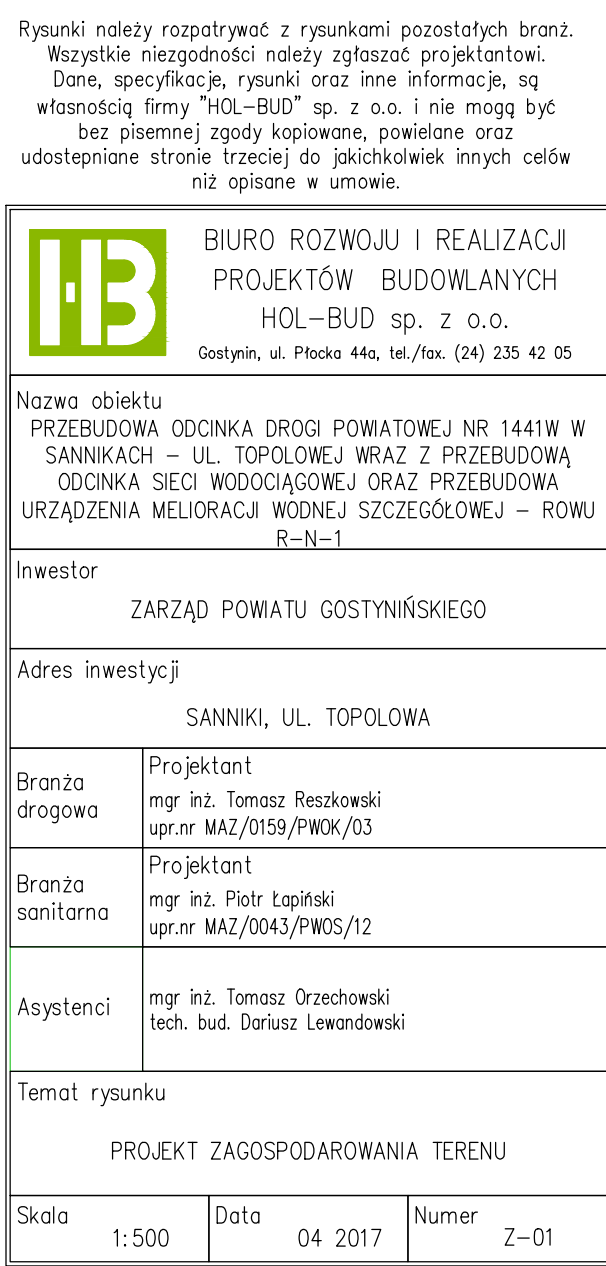 Rysunki należy rozpatrywać z rysunkami pozostałych branż.
Wszystkie niezgodności należy zgłaszać projektantowi.
Dane, specyfikacje, rysunki oraz inne informacje, są
własnością firmy "HOL-BUD" sp. z o.o. i nie mogą być
bez pisemnej zgody kopiowane, powielane oraz
udostepniane stronie trzeciej do jakichkolwiek innych celów
niż opisane w umowie.
HB
BIURO ROZWOJU I REALIZACJI
PROJEKTÓW BUDOWLANYCH
HOL-BUD sp. z o.o.
Gostynin, ul. Płocka 44a, tel./fax. (24) 235 42 05
Nazwa obiektu
PRZEBUDOWA ODCINKA DROGI POWIATOWEJ NR 1441W W
SANNIKACH - UL. TOPOLOWEJ WRAZ Z PRZEBUDOWĄ
ODCINKA SIECI WODOCIĄGOWEJ ORAZ PRZEBUDOWA
URZĄDZENIA MELIORACJI WODNEJ SZCZEGÓŁOWEJ - ROWU
R-N-1
Inwestor
ZARZĄD POWIATU GOSTYNIŃSKIEGO
Adres inwestycji
SANNIKI, UL. TOPOLOWA
Branża
drogowa
Projektant
mgr inż. Tomasz Reszkowski
upr.nr MAZ/0159/PWOK/03
Branża
sanitarna
Projektant
mgr inż. Piotr Łapiński
upr.nr MAZ/0043/PWOS/12
Asystenci
mgr inż. Tomasz Orzechowski
tech. bud. Dariusz Lewandowski
Temat rysunku
PROJEKT ZAGOSPODAROWANIA TERENU
Skala
1:500
Data
04 2017
Numer
Z-01